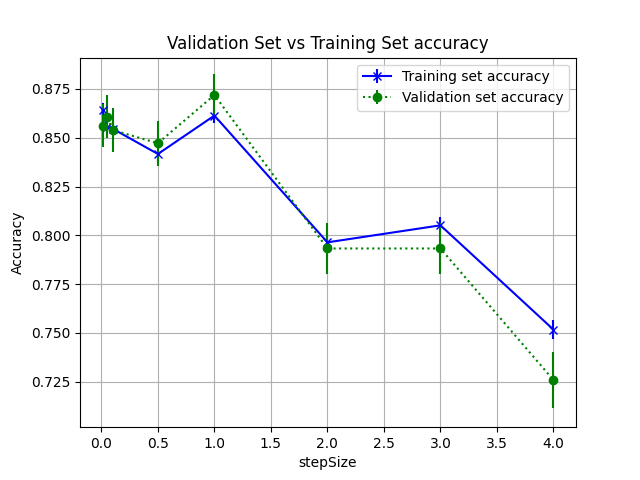 Validation Set vs Training Set accuracy
Training set accuracy
Validation set accuracy
0.875
0.850
0.825
0.800
0.775
0.750
0.725
Accuracy
0.0 0.5 1.0 1.5 2.0 2.5 3.0 3.5 4.0
stepSize